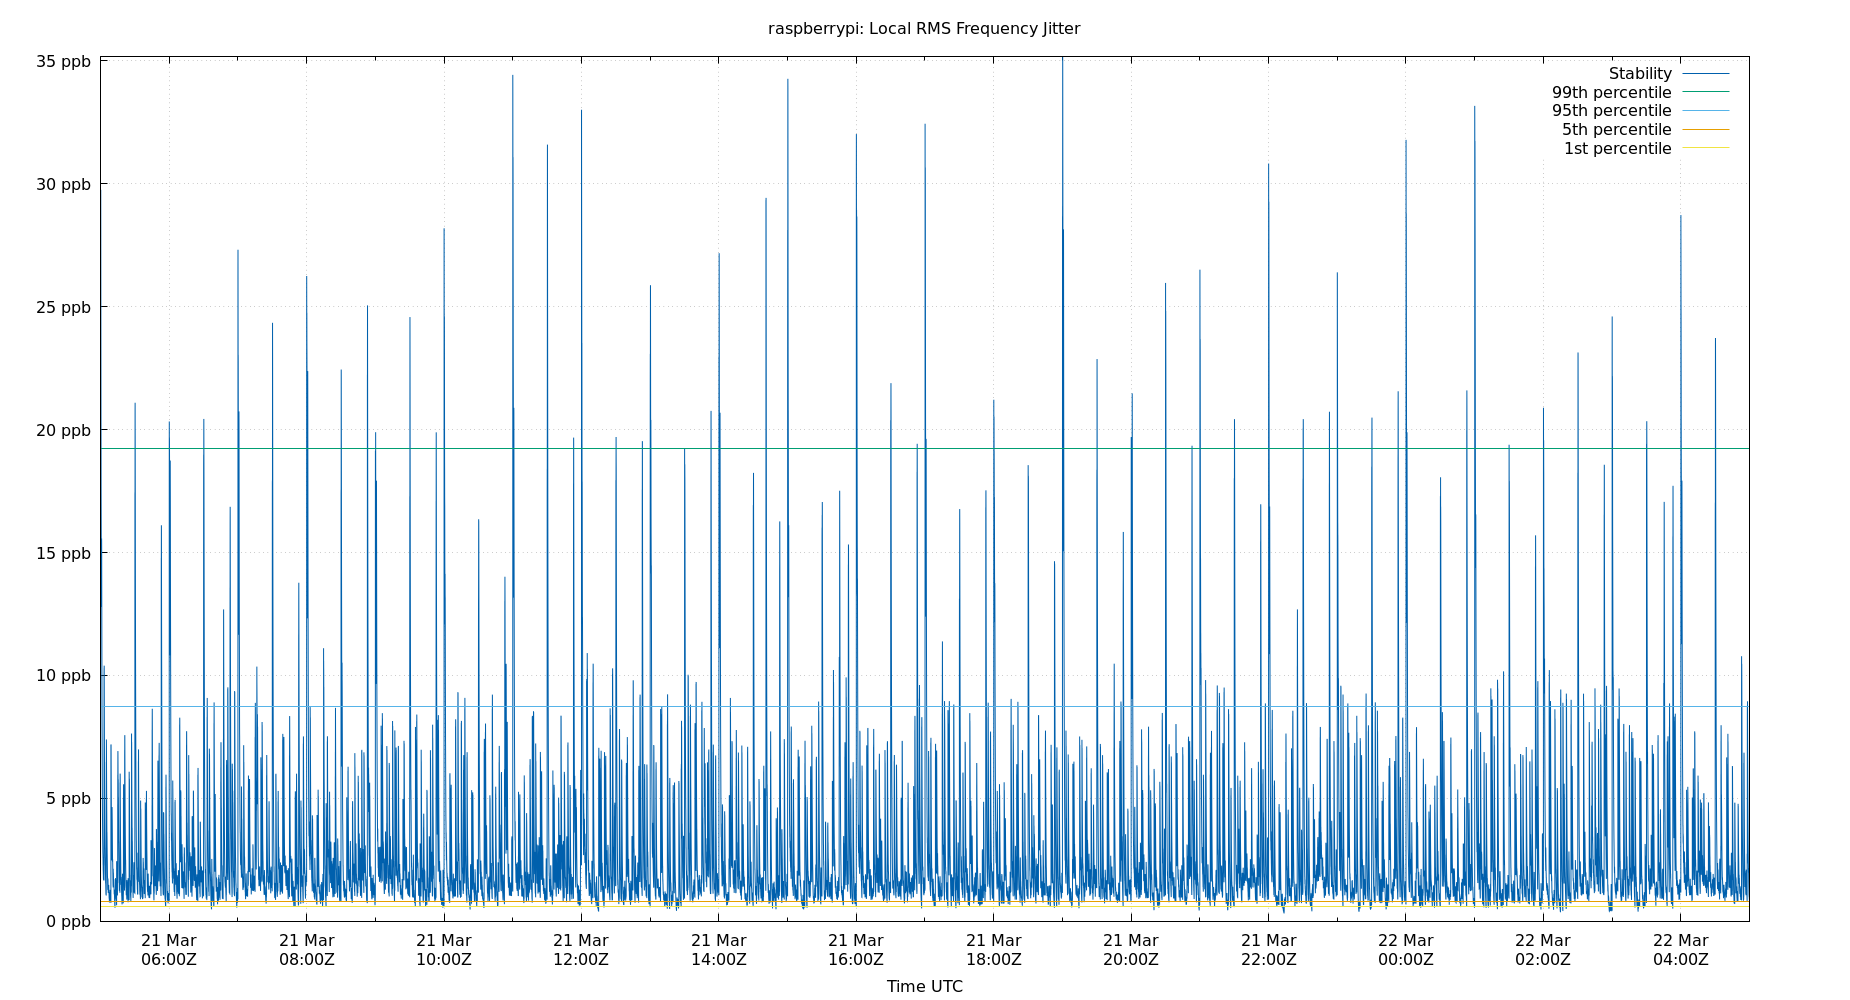 raspberrypi: Local RMS Frequency Jitter
35 ppb
30 ppb
25 ppb
20 ppb
15 ppb
10 ppb
5 ppb
0 ppb
Stability
99th percentile
95th percentile
5th percentile
1st percentile
21 Mar 21 Mar 21 Mar 21 Mar 21 Mar 21 Mar 21 Mar 21 Mar 21 Mar 22 Mar 22 Mar 22 Mar
06:00Z 08:00Z 10:00Z 12:00Z 14:00Z 16:00Z 18:00Z 20:00Z 22:00Z 00:00Z 02:00Z 04:00Z
Time UTC